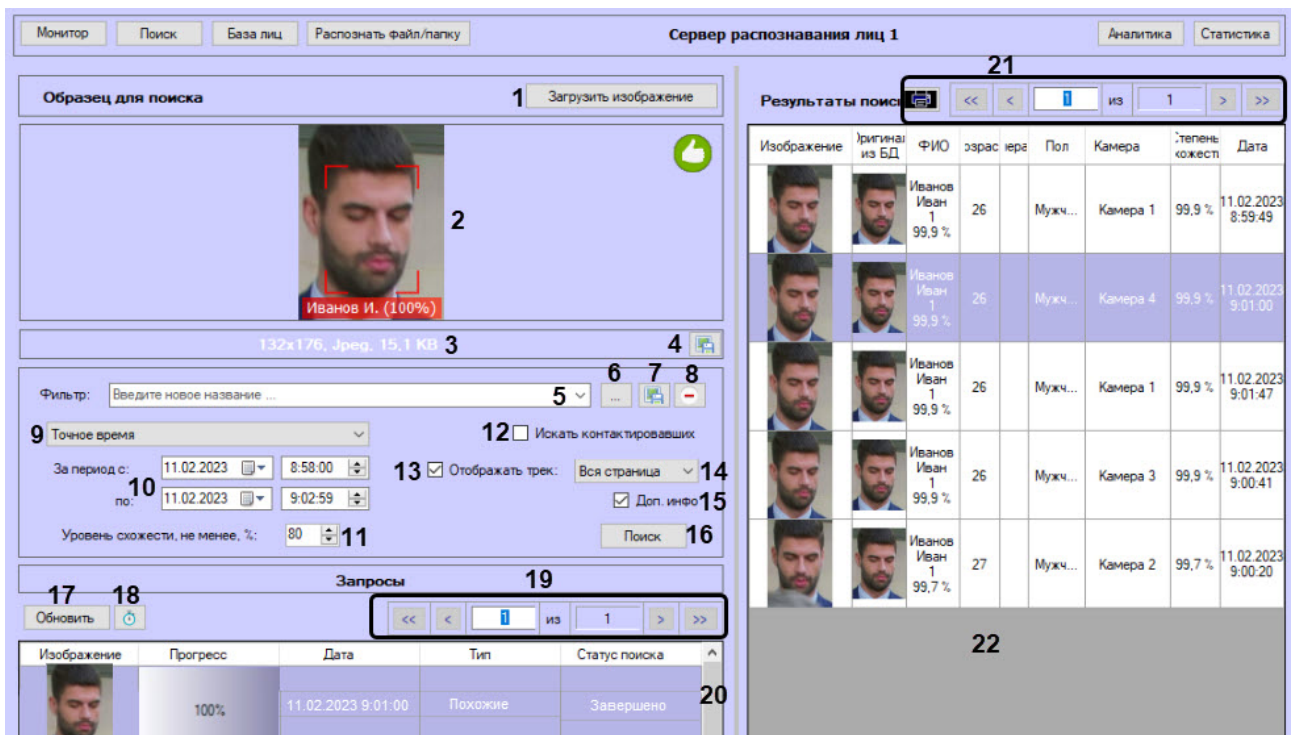 Монитор Поиск База лиц Распознать файл/папку Сервер распознавания лиц 1 Аналитика Статистика
Образец для поиска 1 Загрузить изображение
2
Иванов И. (100%)
132x176, Jpeg, 15,1 KB 3 4
6 7 8
Фильтр: Введите новое название ... 5 ...
9 Точное время 12 Искать контактировавших
За период с: 11.02.2023 8:58:00 13 Отображать трек: Вся страница 14
10
по: 11.02.2023 9:02:59 Доп. инфо 15
Уровень схожести, не менее, %: 80 11 Поиск 16
Запросы 19
17 18
Обновить << < 1 из 1 > >>
Изображение Прогресс Дата Тип Статус поиска
20
100% 11.02.2023 9:01:00 Похожие Завершено
21
Результаты поиск << < 1 из 1 > >>
Изображение Оригинал из БД ФИО озрас нера Пол Камера Степень хожести Дата
Иванов
Иван
1
99,9 %
26 Мужч... Камера 1 99,9 % 11.02.2023
8:59:49
Иванов
Иван
1
99,9 %
26 Мужч... Камера 4 99,9 % 11.02.2023
9:01:00
Иванов
Иван
1
99,9 %
26 Мужч... Камера 1 99,9 % 11.02.2023
9:01:47
Иванов
Иван
1
99,9 %
26 Мужч... Камера 3 99,9 % 11.02.2023
9:00:41
Иванов
Иван
1
99,7 %
27 Мужч... Камера 2 99,7 % 11.02.2023
9:00:20
22